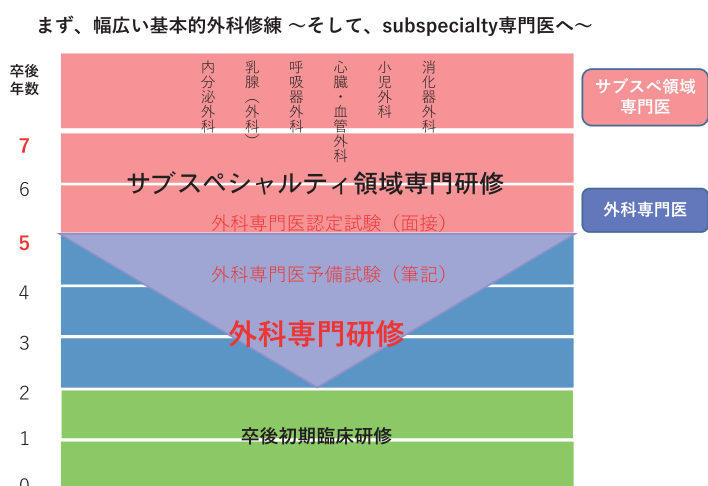 まず、幅広い基本的外科修練 〜そして、subspecialty専門医へ〜
卒後
年数
内分泌外科
乳腺（外科）
呼吸器外科
心臓・血管外科
小児外科
消化器外科
サブスペ領域
専門医
7
サブスペシャルティ領域専門研修
6
外科専門医
外科専門医認定試験（面接）
5
外科専門医予備試験（筆記）
4
外科専門研修
3
2
卒後初期臨床研修
1
0